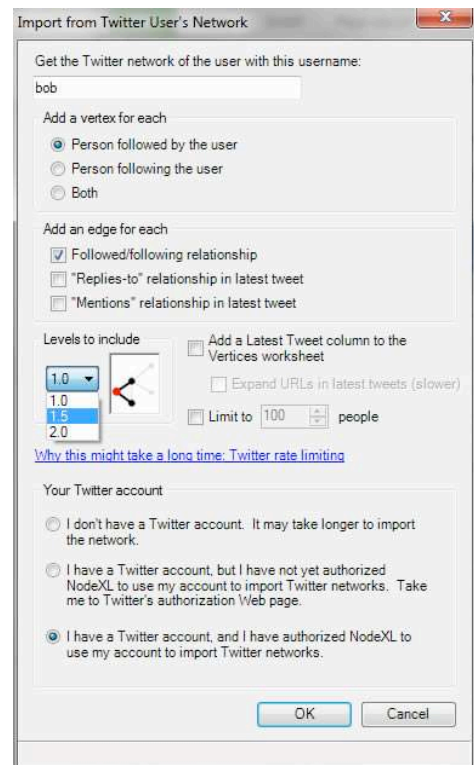 Import from Twitter User's Network
Get the Twitter network of the user with this username:
bob
Add a vertex for each
Person followed by the user
Person following the user
Both
Add an edge for each
Followed/following relationship
"Replies-to" relationship in latest tweet
"Mentions" relationship in latest tweet
Levels to include
1.0
1.0
1.5
2.0
Add a Latest Tweet column to the
Vertices worksheet
Expand URLs in latest tweets (slower)
Limit to 100 people
Why this might take a long time: Twitter rate limiting
Your Twitter account
I don't have a Twitter account. It may take longer to import
the network.
I have a Twitter account, but I have not yet authorized
NodeXL to use my account to import Twitter networks. Take
me to Twitter's authorization Web page.
I have a Twitter account, and I have authorized NodeXL to
use my account to import Twitter networks.
OK
Cancel